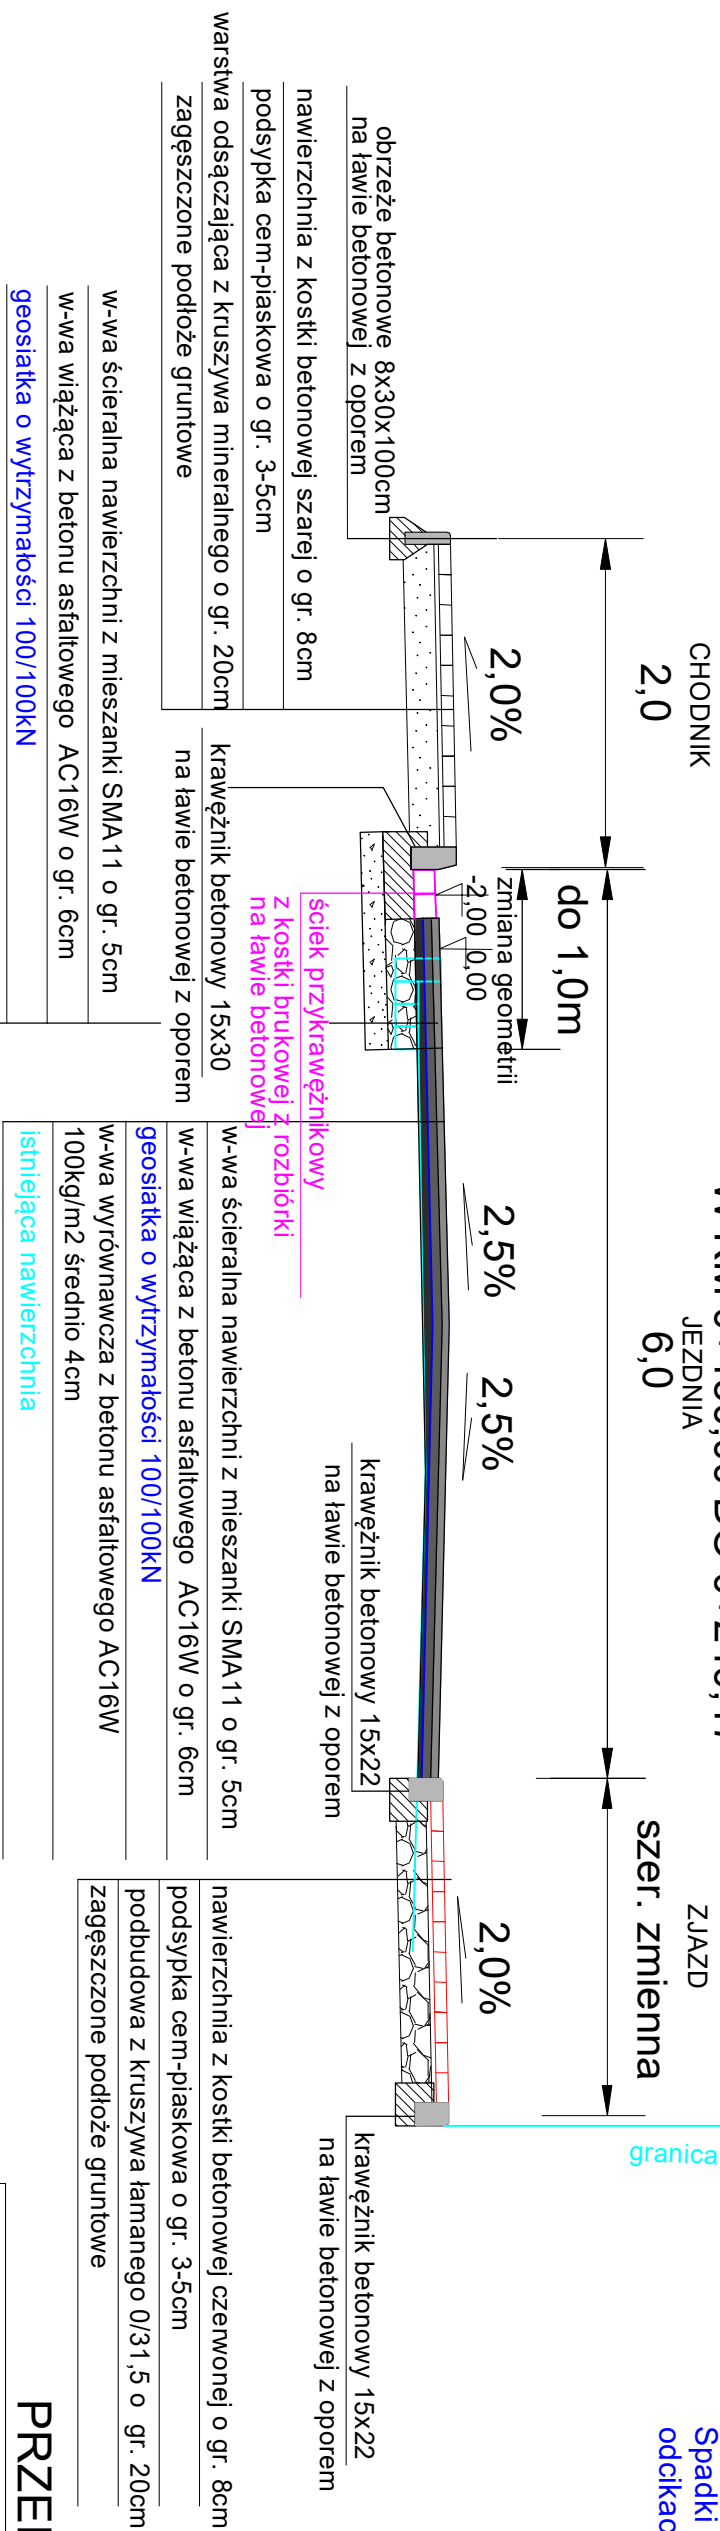 CHODNIK
2,0
W KM
JEZDNIA
6,0
ZJAZD
szer. zmienna
granica
Spadki
do 1,0m
zmiana geometrii
-2,00
0,00
2,0%
2,5%
2,5%
2,0%
obrzeże betonowe 8x30x100cm
na ławie betonowej z oporem
nawierzchnia z kostki betonowej szarej o gr. 8cm
podsypka cem-piaskowa o gr. 3-5cm
warstwa odsączająca z kruszywa mineralnego o gr. 20cm
zagęszczone podłoże gruntowe
krawężnik betonowy 15x30
na ławie betonowej z oporem
ściek przykrawężnikowy
z kostki brukowej z rozbiórki
na ławie betonowej
w-wa ścieralna nawierzchni z mieszanki SMA11 o gr. 5cm
w-wa wiążąca z betonu asfaltowego AC16W o gr. 6cm
geosiatka o wytrzymałości 100/100kN
w-wa ścieralna nawierzchni z mieszanki SMA11 o gr. 5cm
w-wa wiążąca z betonu asfaltowego AC16W o gr. 6cm
geosiatka o wytrzymałości 100/100kN
w-wa wyrównawcza z betonu asfaltowego AC16W
100kg/m2 średnio 4cm
istniejąca nawierzchnia
krawężnik betonowy 15x22
na ławie betonowej z oporem
krawężnik betonowy 15x22
na ławie betonowej z oporem
nawierzchnia z kostki betonowej czerwonej o gr. 8cm
podsypka cem-piaskowa o gr. 3-5cm
podbudowa z kruszywa łamanego 0/31,5 o gr. 20cm
zagęszczone podłoże gruntowe